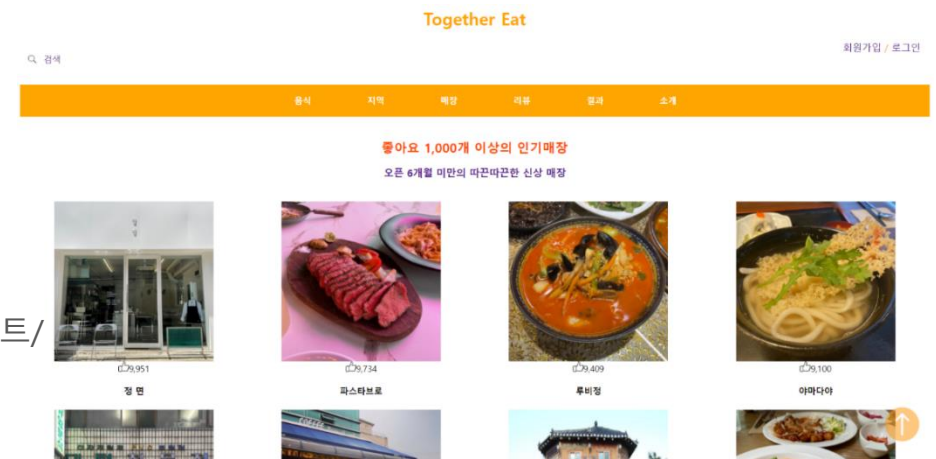 Together Eat
회원가입 / 로그인
검색
음식 지역 매장 리뷰 결과 소개
좋아요 1,000개 이상의 인기매장
오픈 6개월 미만의 따끈따끈한 신상 매장
트/
9,951 9,734 9,409 9,100
정 면 파스타브로 루비정 야마다야